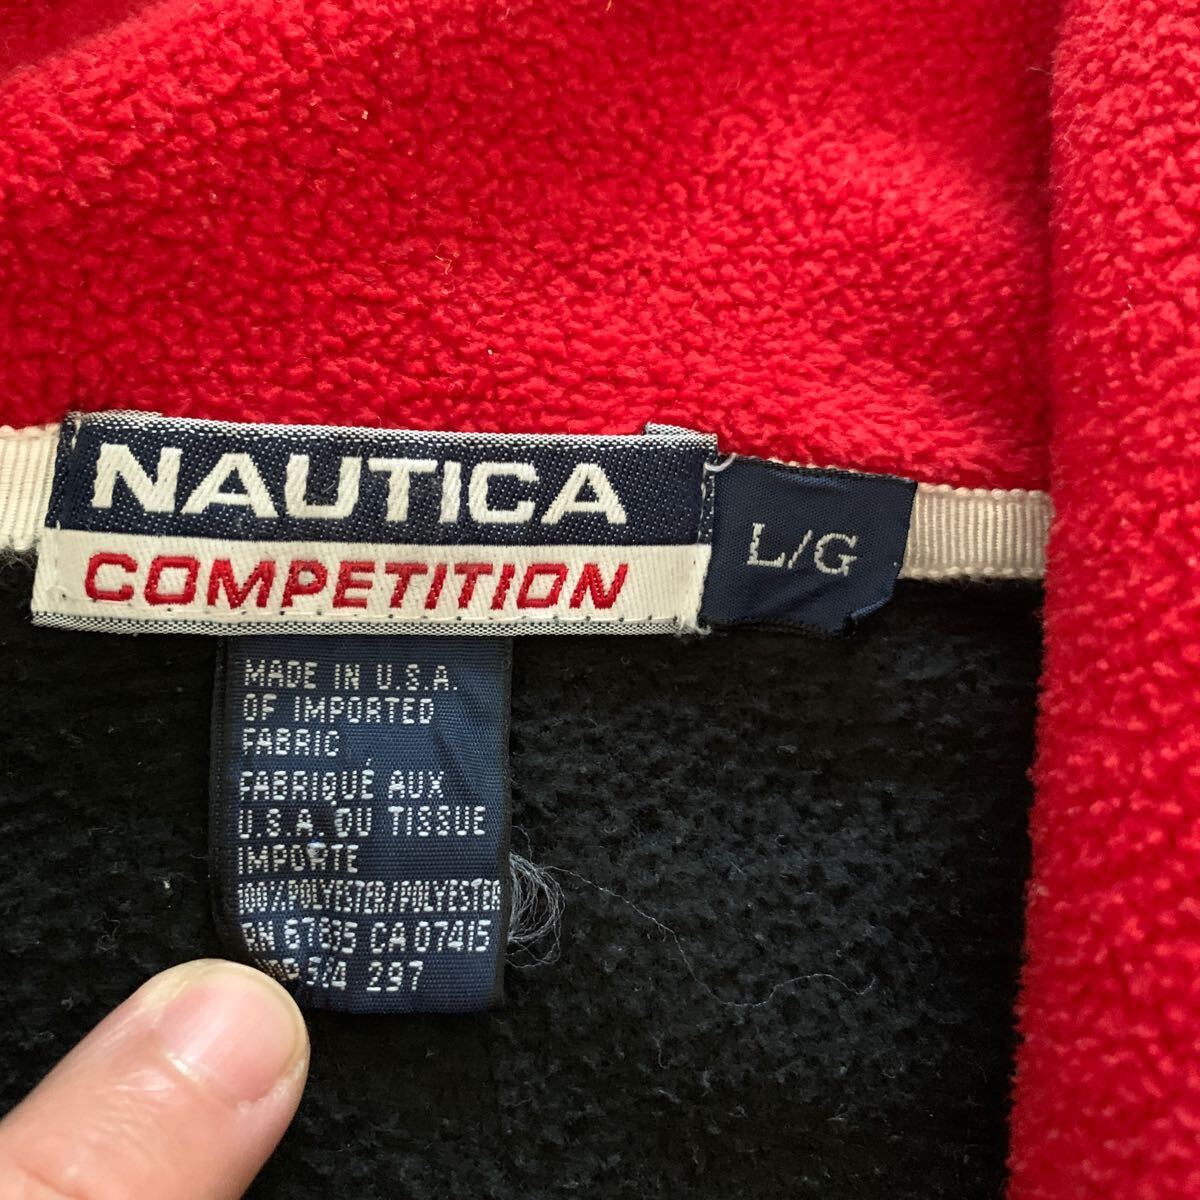 NAUTICA
COMPETITION
L/G
MADE IN U.S.A.
OF IMPORTED
FABRIC
FABRIQUÉ AUX
U.S.A. OU TISSUE
IMPORTE
100%POLYESTER/POLYESTER
CA 07415
297